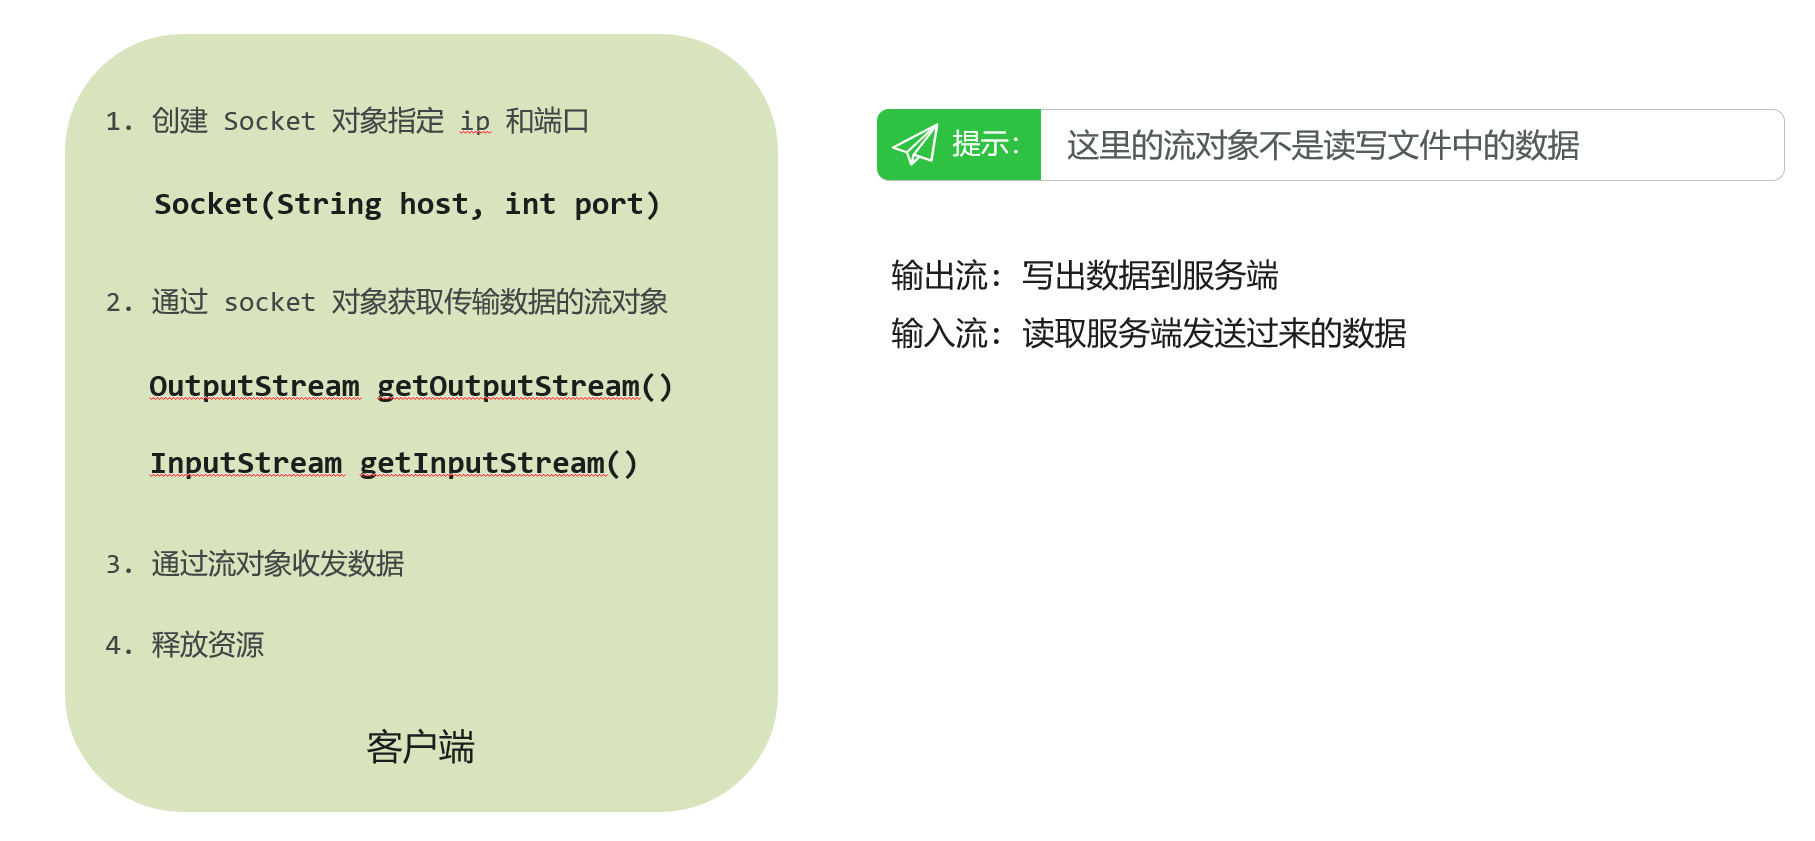 1. 创建 Socket 对象指定 ip 和端口
Socket(String host, int port)
2. 通过 socket 对象获取传输数据的流对象
OutputStream getOutputStream()
InputStream getInputStream()
3. 通过流对象收发数据
4. 释放资源
客户端
提示： 这里的流对象不是读写文件中的数据
输出流： 写出数据到服务端
输入流： 读取服务端发送过来的数据